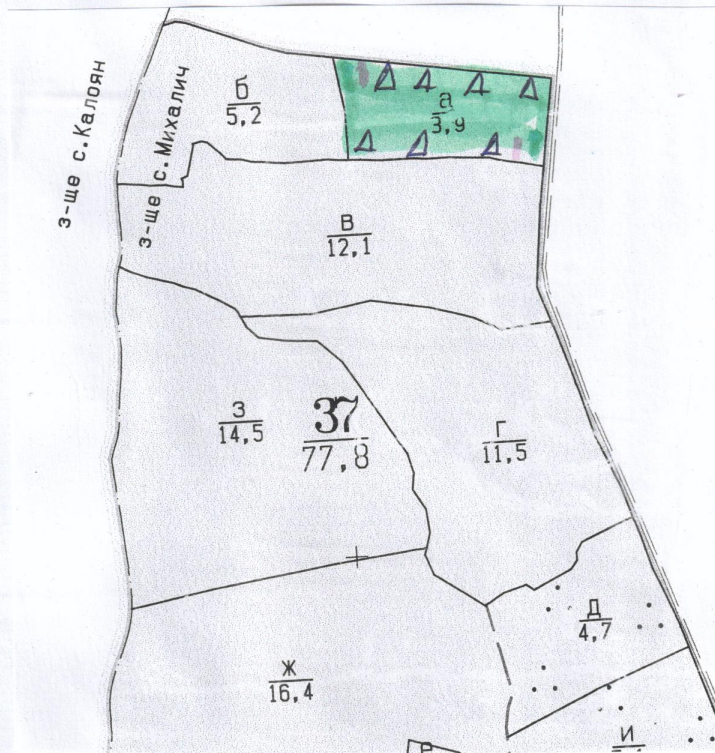 з-ще с.Калоян
з-ще с.Михалич
б
5,2
а
3,9
В
12,1
З
14,5
37
77,8
Г
11,5
Д
4,7
Ж
16,4
И